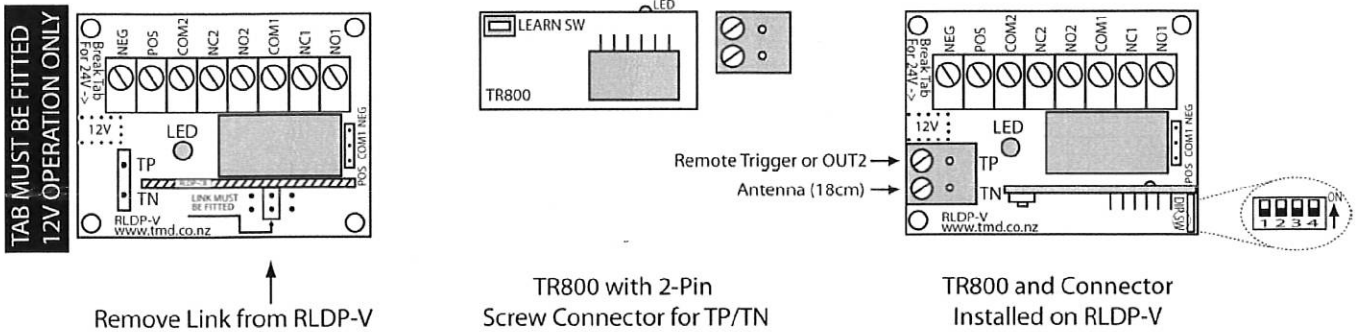 TAB MUST BE FITTED
12V OPERATION ONLY
Break Tab
For 24V ->
NEG
POS
COM2
NC2
NO2
COM1
NC1
NO1
12V
LED
TP
TN
POS COM1 NEG
LINK MUST
BE FITTED
RLDP-V
www.tmd.co.nz
Remove Link from RLDP-V
LED
LEARN SW
TR800
TR800 with 2-Pin
Screw Connector for TP/TN
Break Tab
For 24V ->
NEG
POS
COM2
NC2
NO2
COM1
NC1
NO1
12V
LED
Remote Trigger or OUT2
Antenna (18cm)
TP
TN
POS COM1 NEG
DIP SW
RLDP-V
www.tmd.co.nz
ON
1 2 3 4
TR800 and Connector
Installed on RLDP-V